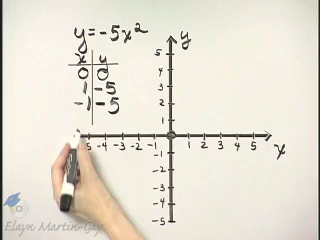 y = -5x²
x y
0 0
1 -5
-1 -5
y
5
4
3
2
1
5 -4 -3 -2 -1 1 2 3 4 5
x
-1
-2
-3
-4
-5
Elayn Martin-Gay